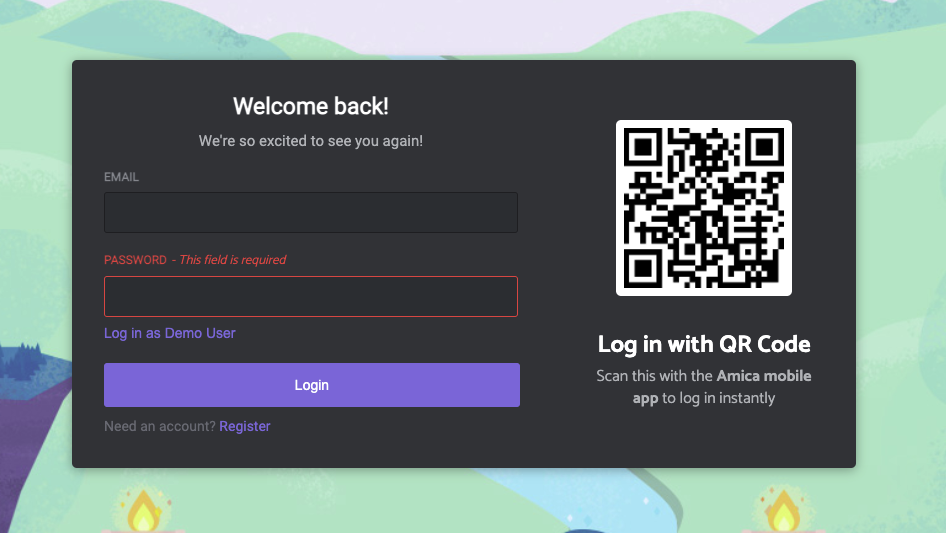 Welcome back!
We're so excited to see you again!
EMAIL
PASSWORD - This field is required
Log in as Demo User
Login
Need an account? Register
Log in with QR Code
Scan this with the Amica mobile
app to log in instantly